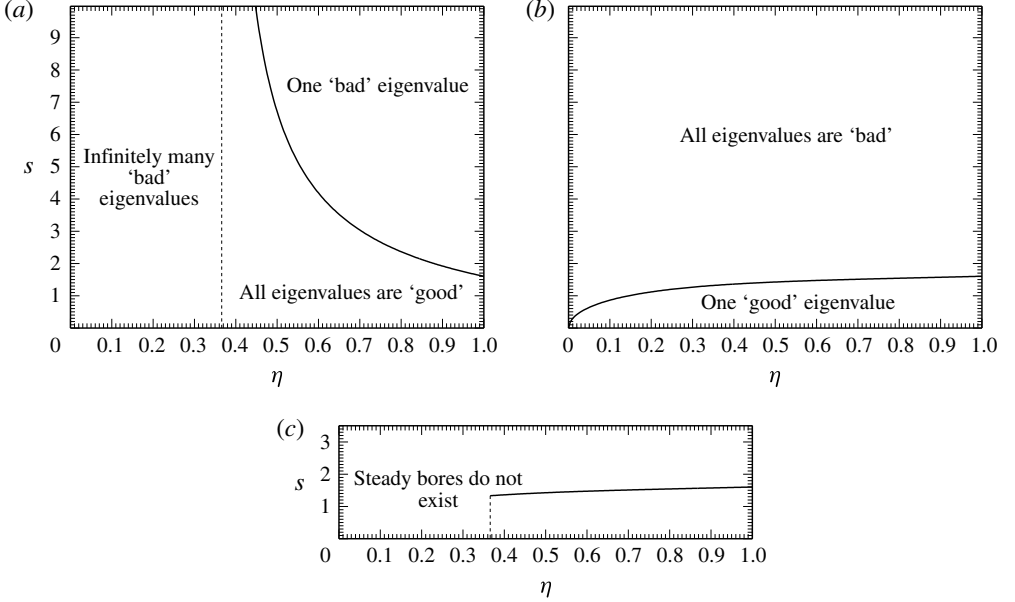 (a)
9
8
7
6
5
4
3
2
1
s
One ‘bad’ eigenvalue
Infinitely many
‘bad’
eigenvalues
All eigenvalues are ‘good’
0 0.1 0.2 0.3 0.4 0.5 0.6 0.7 0.8 0.9 1.0
η
(b)
All eigenvalues are ‘bad’
One ‘good’ eigenvalue
0 0.1 0.2 0.3 0.4 0.5 0.6 0.7 0.8 0.9 1.0
η
(c)
3
2
1
s
Steady bores do not
exist
0 0.1 0.2 0.3 0.4 0.5 0.6 0.7 0.8 0.9 1.0
η